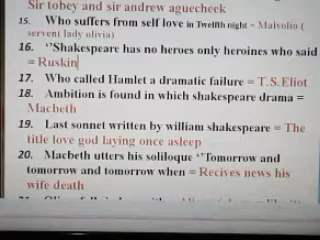 Sir tobey and sir andrew aguecheek
15. Who suffers from self love in Twelfth night = Malvolio (
servent lady olivia)
16. “Shakespeare has no heroes only heroines who said
= Ruskin
17. Who called Hamlet a dramatic failure = T.S.Eliot
18. Ambition is found in which shakespeare drama =
Macbeth
19. Last sonnet written by william shakespeare = The
title love god laying once asleep
20. Macbeth utters his soliloque “Tomorrow and
tomorrow and tomorrow when = Recives news his
wife death